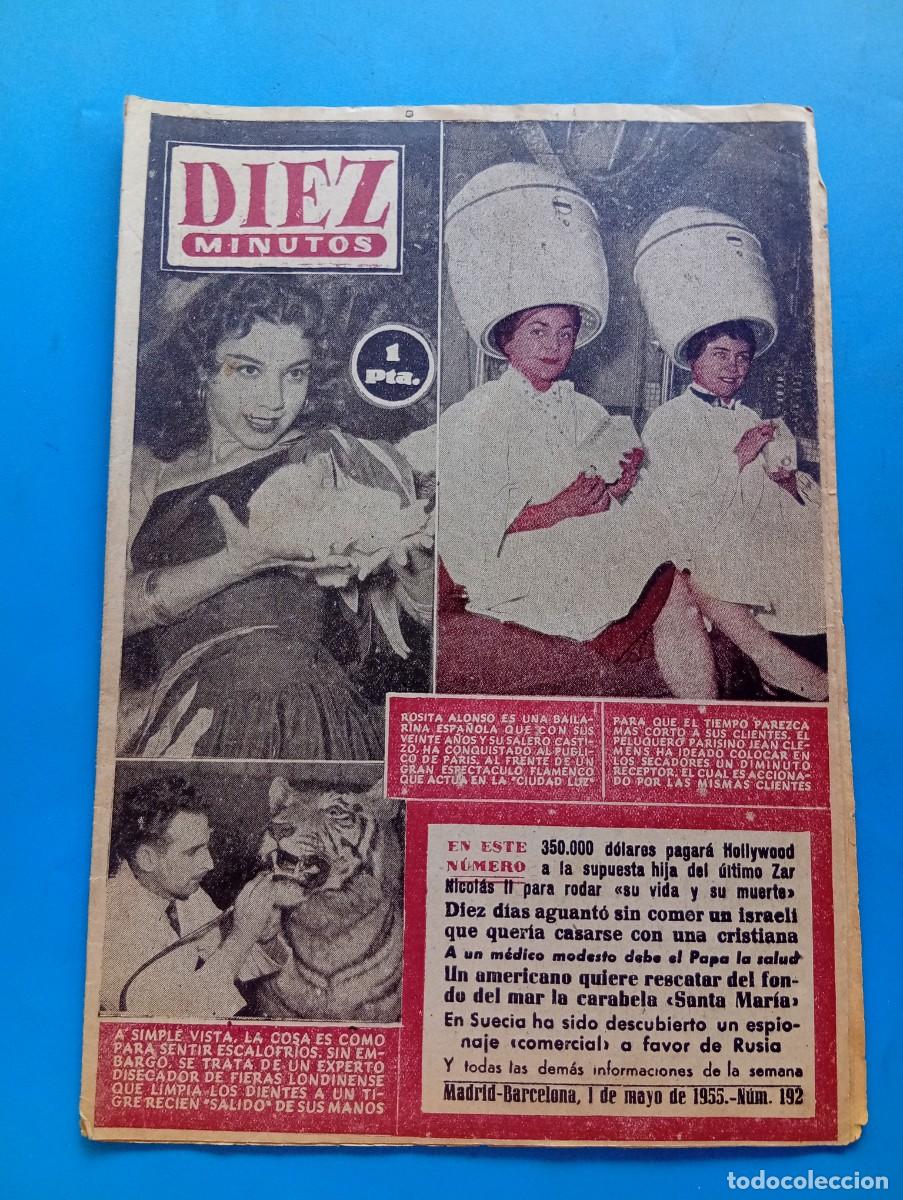 DIEZ
MINUTOS
1
pta.
ROSITA ALONSO ES UNA BAILA-
RINA ESPAÑOLA QUE CON SUS
VEINTE AÑOS Y SU SALERO CASTI-
ZO, HA CONQUISTADO AL PUBLI-
CO DE PARIS, AL FRENTE DE UN
GRAN ESPECTACULO FLAMENCO
QUE ACTUA EN LA "CIUDAD LUZ"
PARA QUE EL TIEMPO PAREZCA
MAS CORTO A SUS CLIENTES, EL
PELUQUERO PARISINO JEAN CLE-
MENS HA IDEADO COLOCAR EN
LOS SECADORES UN DIMINUTO
RECEPTOR, EL CUAL ES ACCIONA-
DO POR LAS MISMAS CLIENTES
A SIMPLE VISTA, LA COSA ES COMO
PARA SENTIR ESCALOFRÍOS. SIN EM-
BARGO, SE TRATA DE UN EXPERTO
DISECADOR DE FIERAS LONDINENSE
QUE LIMPIA LOS DIENTES A UN TI-
GRE RECIEN "SALIDO" DE SUS MANOS
EN ESTE NÚMERO
350.000 dólares pagará Hollywood
a la supuesta hija del último Zar
Nicolás II para rodar «su vida y su muerte»
Diez días aguantó sin comer un israelí
que quería casarse con una cristiana
A un médico modesto debe el Papa la salud
Un americano quiere rescatar del fon-
do del mar la carabela «Santa María»
En Suecia ha sido descubierto un espio-
naje «comercial» a favor de Rusia
Y todas las demás informaciones de la semana
Madrid-Barcelona, 1 de mayo de 1955.-Núm. 192
todocoleccion